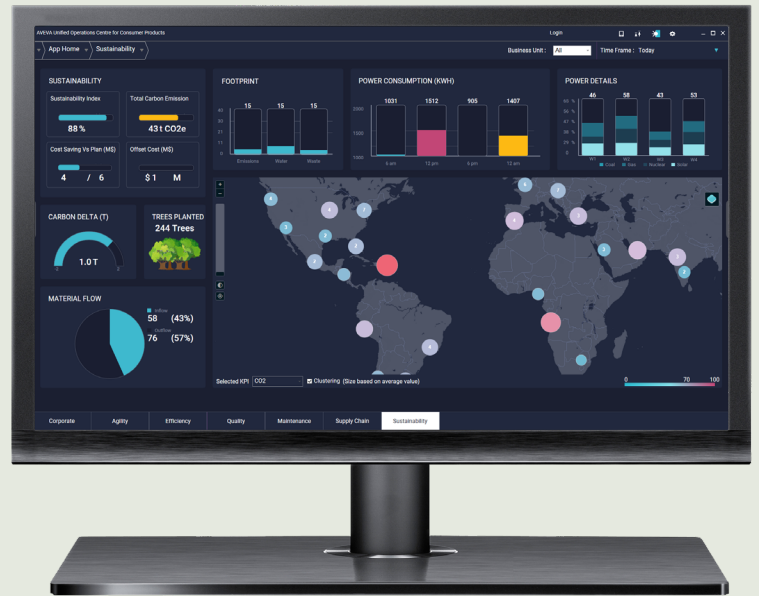 AVEVA Unified Operations Centre for Consumer Products
Login
App Home
Sustainability
Business Unit :
All
Time Frame : Today
SUSTAINABILITY
Sustainability Index
88 %
Total Carbon Emission
43 t CO2e
Cost Saving Vs Plan (M$)
4 / 6
Offset Cost (M$)
$ 1 M
FOOTPRINT
15 15 15
Emissions Water Waste
POWER CONSUMPTION (KWH)
1031 1512 905 1407
6 am 12 pm 6 pm 12 am
POWER DETAILS
46 58 43 53
W1 W2 W3 W4
Coal Gas Nuclear Solar
CARBON DELTA (T)
1.0 T
TREES PLANTED
244 Trees
MATERIAL FLOW
Inflow
58 (43%)
Outflow
76 (57%)
Selected KPI CO2 Clustering (Size based on average value)
0 70 100
Corporate Agility Efficiency Quality Maintenance Supply Chain Sustainability